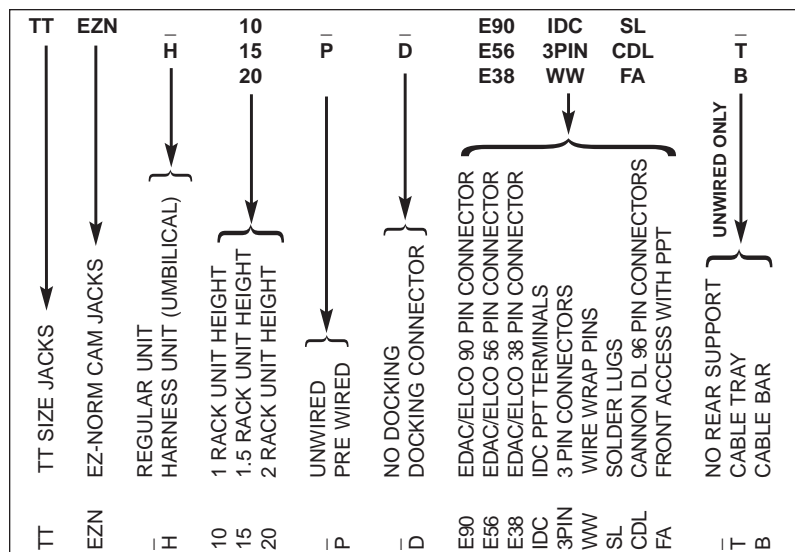 TT EZN _ 10 _ _ E90 IDC SL _
H 15 P D E56 3PIN CDL T
20 E38 WW FA B
UNWIRED ONLY
TT SIZE JACKS
EZ-NORM CAM JACKS
REGULAR UNIT
HARNESS UNIT (UMBILICAL)
1 RACK UNIT HEIGHT
1.5 RACK UNIT HEIGHT
2 RACK UNIT HEIGHT
UNWIRED
PRE WIRED
NO DOCKING
DOCKING CONNECTOR
EDAC/ELCO 90 PIN CONNECTOR
EDAC/ELCO 56 PIN CONNECTOR
EDAC/ELCO 38 PIN CONNECTOR
IDC PPT TERMINALS
3 PIN CONNECTORS
WIRE WRAP PINS
SOLDER LUGS
CANNON DL 96 PIN CONNECTORS
FRONT ACCESS WITH PPT
NO REAR SUPPORT
CABLE TRAY
CABLE BAR
TT
EZN
_
H
10
15
20
_
P
_
D
E90
E56
E38
IDC
3PIN
WW
SL
CDL
FA
_
T
B